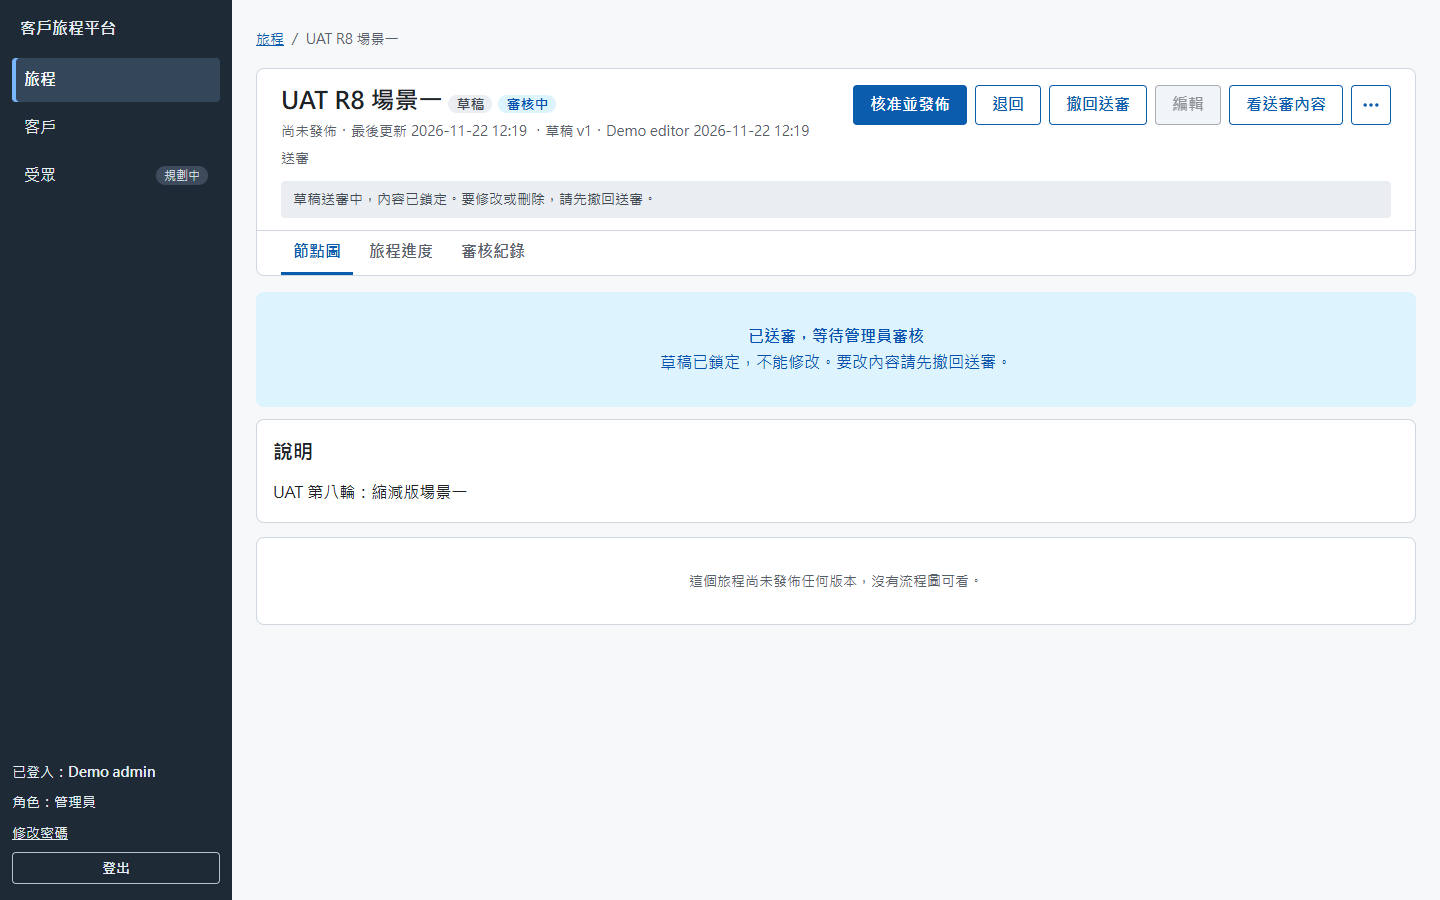 客戶旅程平台
旅程
客戶
受眾 規劃中
已登入：Demo admin
角色：管理員
修改密碼
登出
旅程 / UAT R8 場景一
UAT R8 場景一 草稿 審核中
核准並發佈 退回 撤回送審 編輯 看送審內容 ···
尚未發佈 · 最後更新 2026-11-22 12:19 · 草稿 v1 · Demo editor 2026-11-22 12:19
送審
草稿送審中，內容已鎖定。要修改或刪除，請先撤回送審。
節點圖 旅程進度 審核紀錄
已送審，等待管理員審核
草稿已鎖定，不能修改。要改內容請先撤回送審。
說明
UAT 第八輪：縮減版場景一
這個旅程尚未發佈任何版本，沒有流程圖可看。